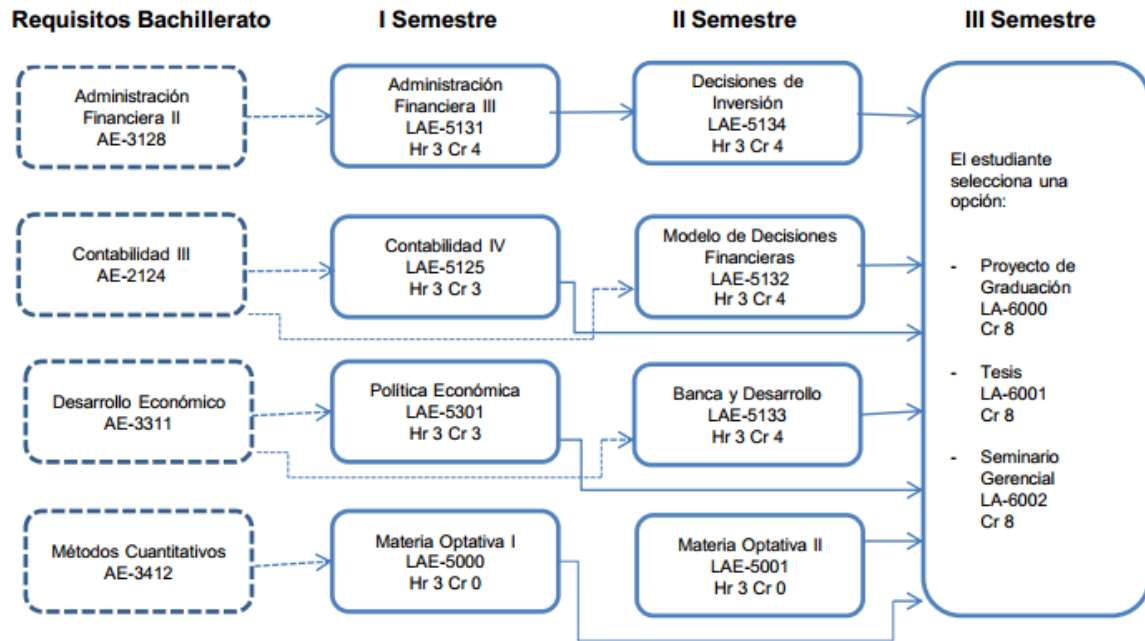 Requisitos Bachillerato
I Semestre
II Semestre
III Semestre
Administración
Financiera II
AE-3128
Administración
Financiera III
LAE-5131
Hr 3 Cr 4
Decisiones de
Inversión
LAE-5134
Hr 3 Cr 4
Contabilidad III
AE-2124
Contabilidad IV
LAE-5125
Hr 3 Cr 3
Modelo de Decisiones
Financieras
LAE-5132
Hr 3 Cr 4
Desarrollo Económico
AE-3311
Política Económica
LAE-5301
Hr 3 Cr 3
Banca y Desarrollo
LAE-5133
Hr 3 Cr 4
Métodos Cuantitativos
AE-3412
Materia Optativa I
LAE-5000
Hr 3 Cr 0
Materia Optativa II
LAE-5001
Hr 3 Cr 0
El estudiante
selecciona una
opción:
- Proyecto de
Graduación
LA-6000
Cr 8
- Tesis
LA-6001
Cr 8
- Seminario
Gerencial
LA-6002
Cr 8